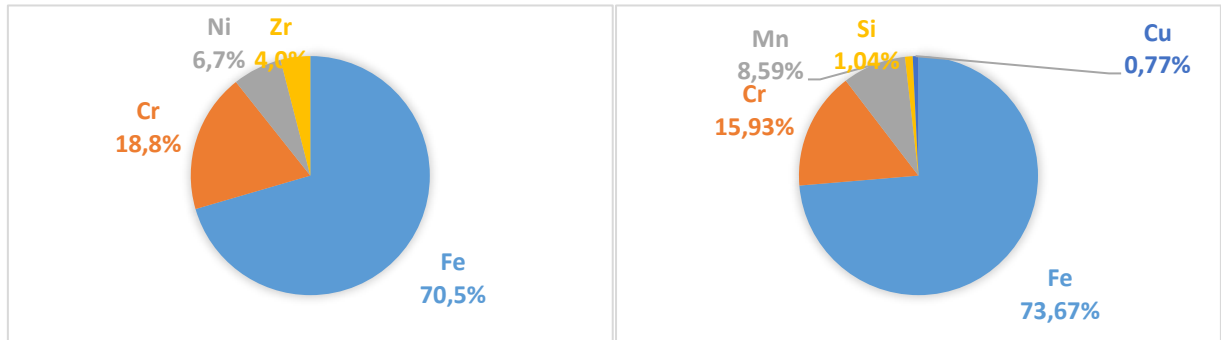 Ni
6,7%
Zr
4,0%
Cr
18,8%
Fe
70,5%
Mn
8,59%
Si
1,04%
Cu
0,77%
Cr
15,93%
Fe
73,67%